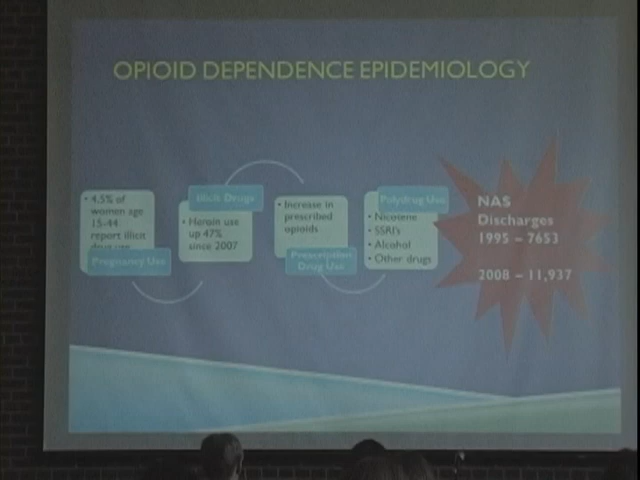 OPIOID DEPENDENCE EPIDEMIOLOGY
• 4.5% of
women age
15-44
report illicit
drug use
Pregnancy Use
Illicit Drugs
• Heroin use
up 47%
since 2007
• Increase in
prescribed
opioids
Prescription
Drug Use
Polydrug Use
• Nicotene
• SSRI's
• Alcohol
• Other drugs
NAS
Discharges
1995 – 7653
2008 – 11,937